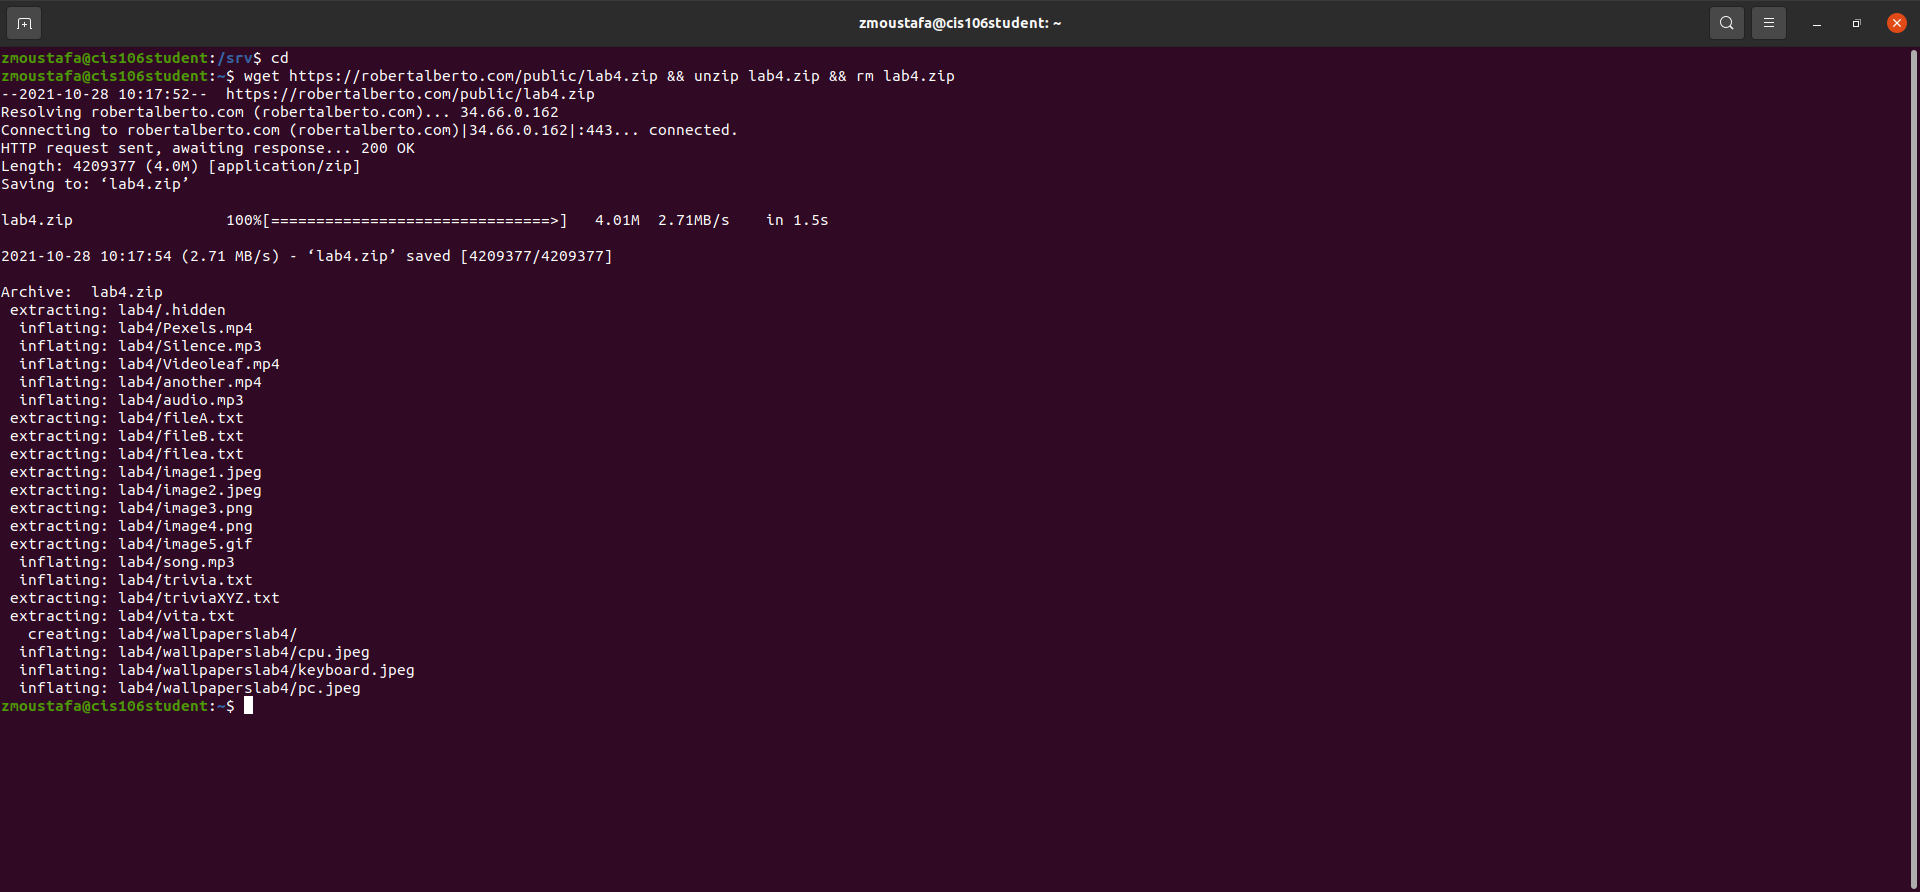 zmoustafa@cis106student: ~
zmoustafa@cis106student:/srv$ cd
zmoustafa@cis106student:~$ wget https://robertalberto.com/public/lab4.zip && unzip lab4.zip && rm lab4.zip
--2021-10-28 10:17:52--  https://robertalberto.com/public/lab4.zip
Resolving robertalberto.com (robertalberto.com)... 34.66.0.162
Connecting to robertalberto.com (robertalberto.com)|34.66.0.162|:443... connected.
HTTP request sent, awaiting response... 200 OK
Length: 4209377 (4.0M) [application/zip]
Saving to: ‘lab4.zip’
lab4.zip                 100%[===============================>]   4.01M  2.71MB/s    in 1.5s
2021-10-28 10:17:54 (2.71 MB/s) - ‘lab4.zip’ saved [4209377/4209377]
Archive:  lab4.zip
 extracting: lab4/.hidden
  inflating: lab4/Pexels.mp4
  inflating: lab4/Silence.mp3
  inflating: lab4/Videoleaf.mp4
  inflating: lab4/another.mp4
  inflating: lab4/audio.mp3
 extracting: lab4/fileA.txt
 extracting: lab4/fileB.txt
 extracting: lab4/filea.txt
 extracting: lab4/image1.jpeg
 extracting: lab4/image2.jpeg
 extracting: lab4/image3.png
 extracting: lab4/image4.png
 extracting: lab4/image5.gif
  inflating: lab4/song.mp3
  inflating: lab4/trivia.txt
 extracting: lab4/triviaXYZ.txt
 extracting: lab4/vita.txt
   creating: lab4/wallpaperslab4/
  inflating: lab4/wallpaperslab4/cpu.jpeg
  inflating: lab4/wallpaperslab4/keyboard.jpeg
  inflating: lab4/wallpaperslab4/pc.jpeg
zmoustafa@cis106student:~$